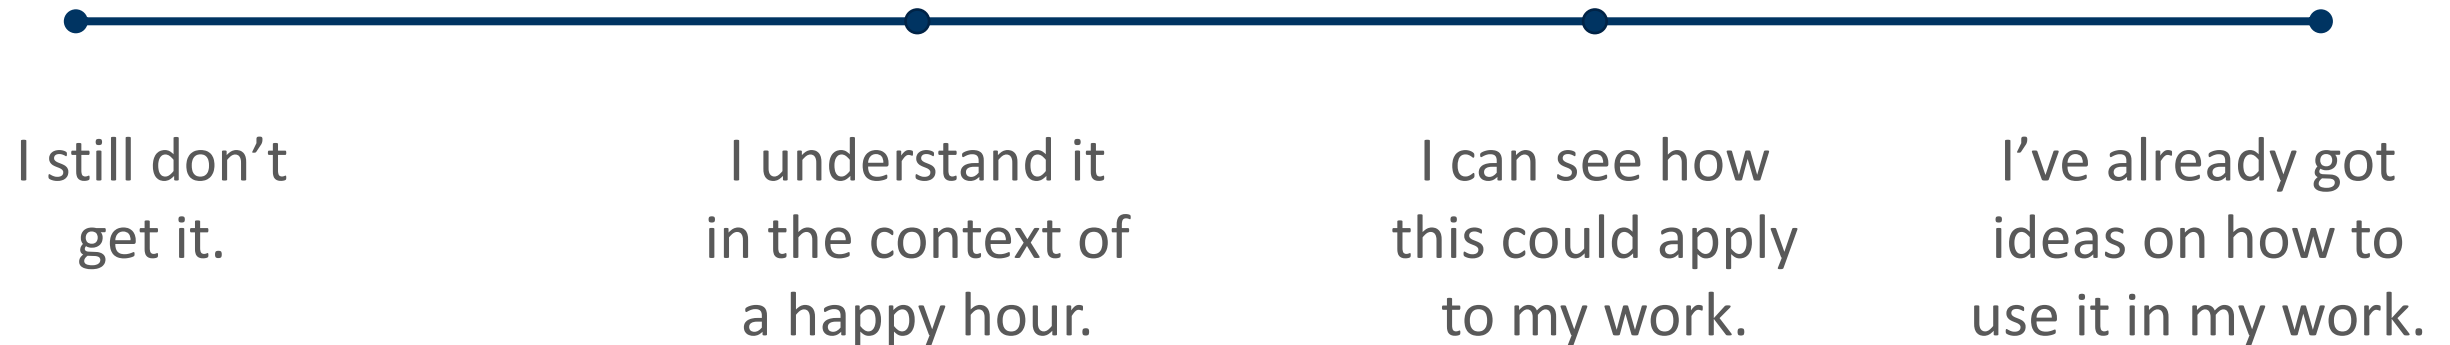 I still don’t
get it.
I understand it
in the context of
a happy hour.
I can see how
this could apply
to my work.
I’ve already got
ideas on how to
use it in my work.